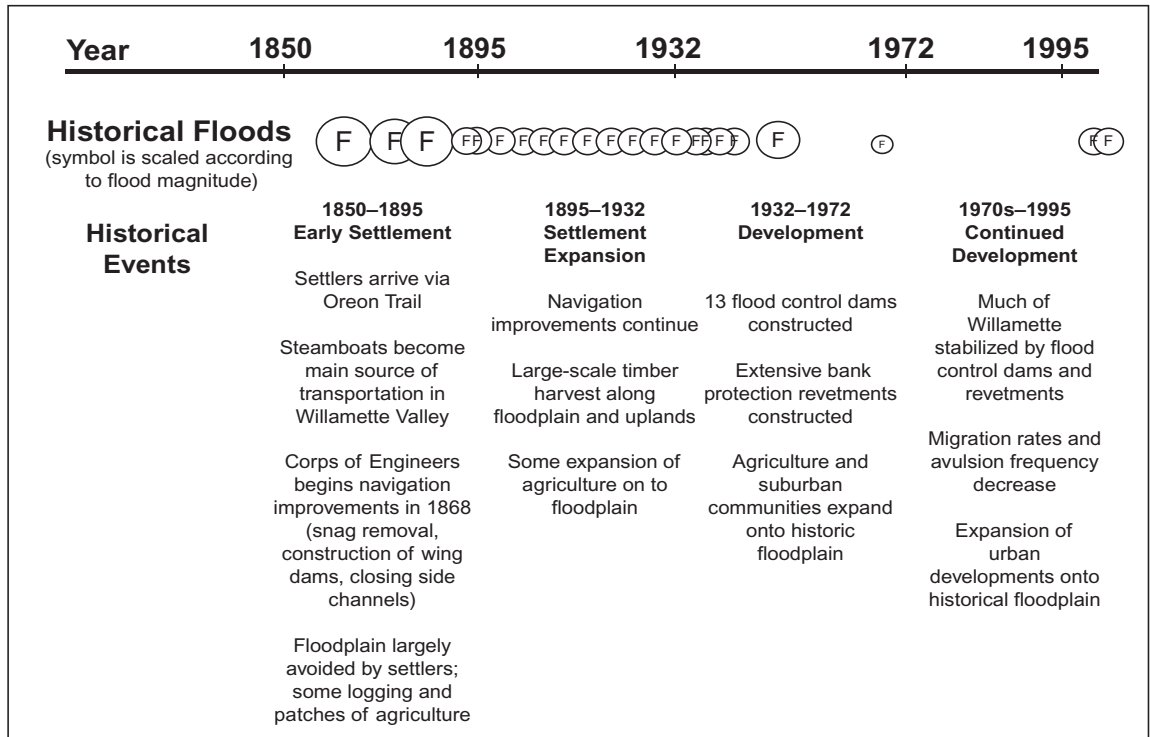 Year 1850 1895 1932 1972 1995
Historical Floods
(symbol is scaled according
to flood magnitude)
F F F F F F F F F F F F F F F F F F F F F F F F
Historical
Events
1850–1895
Early Settlement
Settlers arrive via
Oreon Trail
Steamboats become
main source of
transportation in
Willamette Valley
Corps of Engineers
begins navigation
improvements in 1868
(snag removal,
construction of wing
dams, closing side
channels)
Floodplain largely
avoided by settlers;
some logging and
patches of agriculture
1895–1932
Settlement
Expansion
Navigation
improvements continue
Large-scale timber
harvest along
floodplain and uplands
Some expansion of
agriculture on to
floodplain
1932–1972
Development
13 flood control dams
constructed
Extensive bank
protection revetments
constructed
Agriculture and
suburban
communities expand
onto historic
floodplain
1970s–1995
Continued
Development
Much of
Willamette
stabilized by flood
control dams and
revetments
Migration rates and
avulsion frequency
decrease
Expansion of
urban
developments onto
historical floodplain